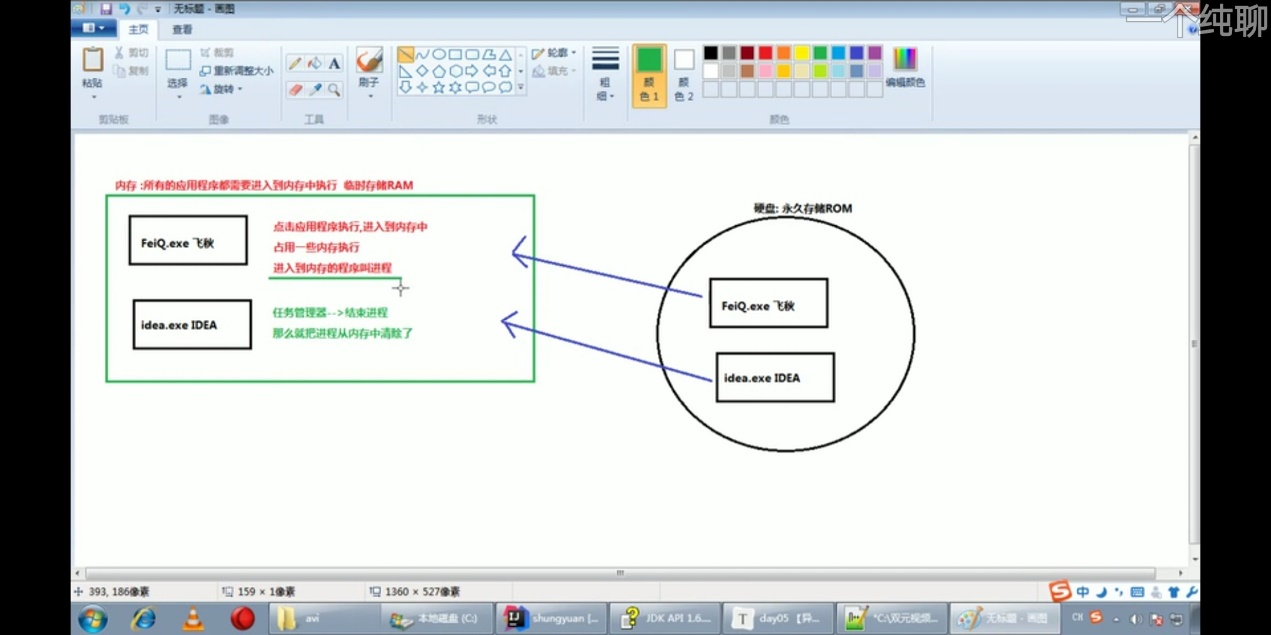 无标题 - 画图
一个纯聊
主页
查看
粘贴
剪切
复制
剪贴板
选择
裁剪
重新调整大小
旋转
图像
A
工具
刷子
轮廓
填充
形状
粗细
颜色 1
颜色 2
编辑颜色
颜色
内存 :所有的应用程序都需要进入到内存中执行 临时存储RAM
FeiQ.exe 飞秋
点击应用程序执行,进入到内存中
占用一些内存执行
进入到内存的程序叫进程
idea.exe IDEA
任务管理器-->结束进程
那么就把进程从内存中清除了
硬盘: 永久存储ROM
FeiQ.exe 飞秋
idea.exe IDEA
393, 186像素
159 × 1像素
1360 × 527像素
中
avi
本地磁盘 (C:)
shungyuan [...
JDK API 1.6....
day05 【异...
*C:\双元视频...
无标题 - 画图
CH